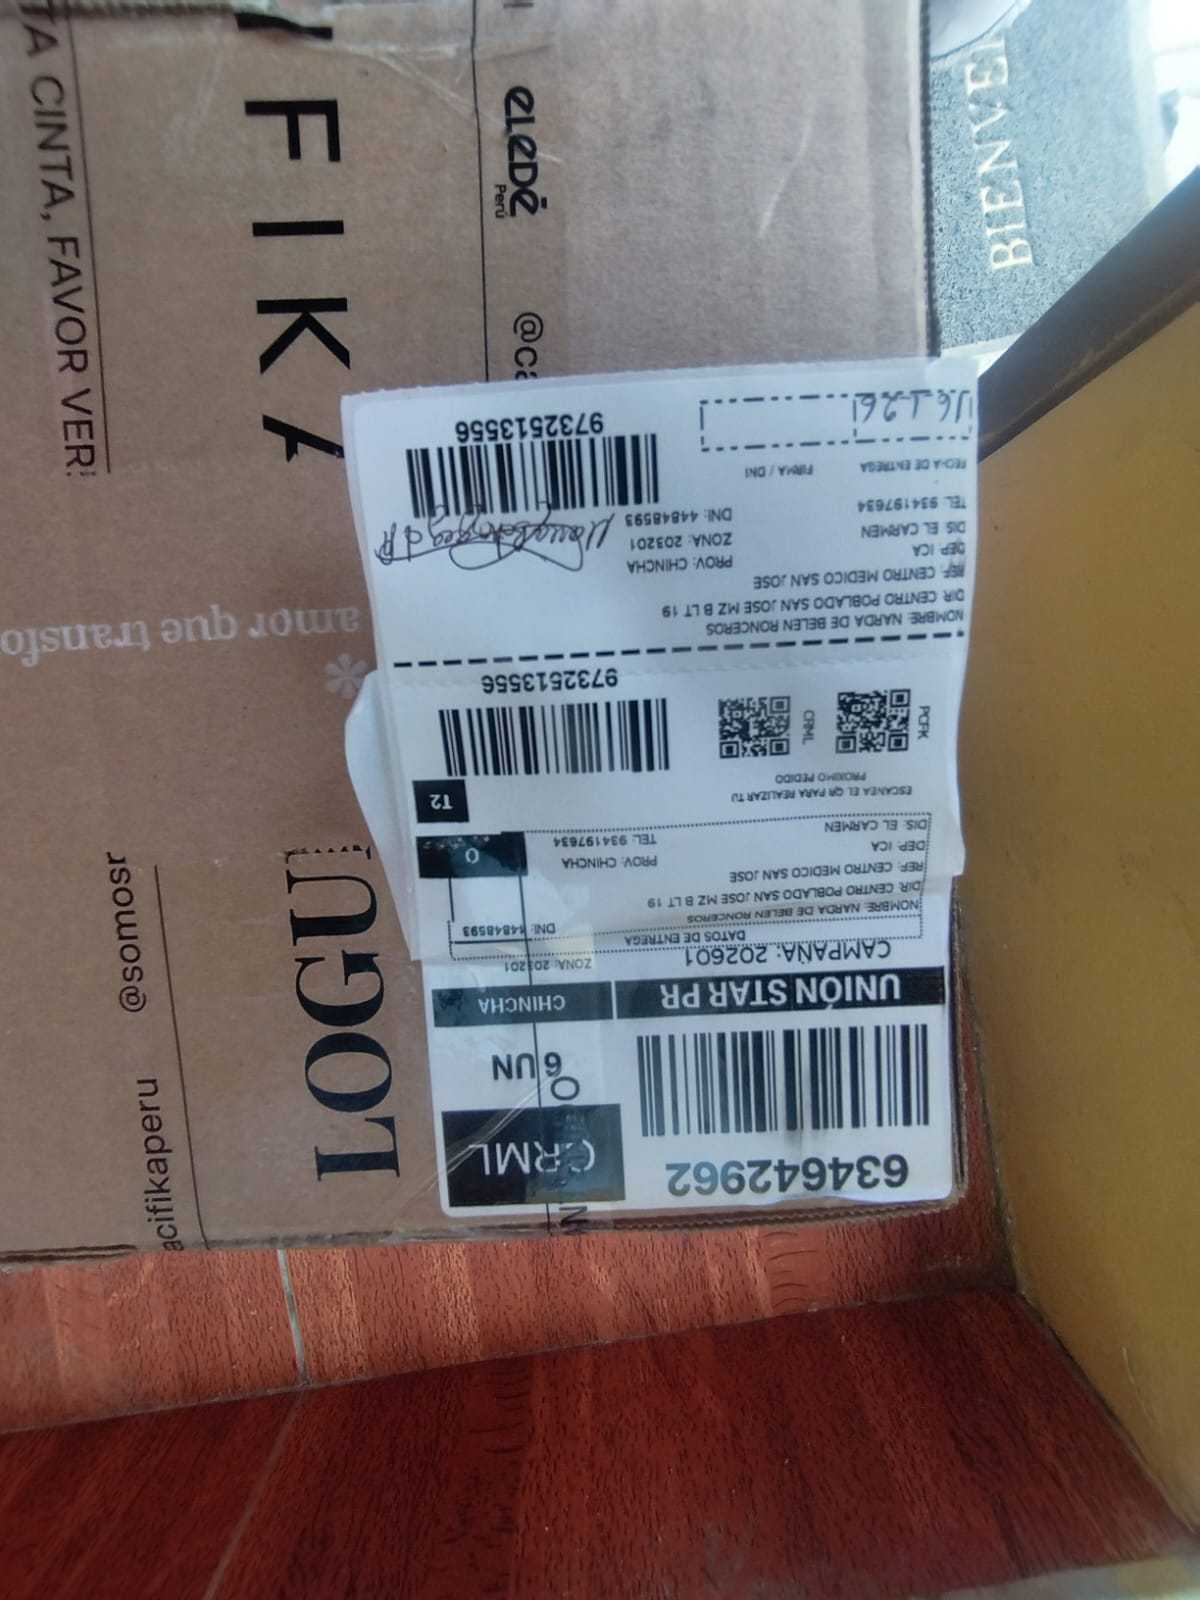 634642962
CRML
6 UN
UNIÓN STAR PR
CHINCHA
CAMPAÑA: 202601
ZONA: 203201
DATOS DE ENTREGA
NOMBRE: NARDA DE BELEN RONCEROS
DNI: 44848593
DIR: CENTRO POBLADO SAN JOSE MZ B LT 19
REF: CENTRO MEDICO SAN JOSE
DEP: ICA
PROV: CHINCHA
DIS: EL CARMEN
TEL: 934197634
O
T2
ESCANEA EL QR PARA REALIZAR TU
PROXIMO PEDIDO
PCFK
CRML
9732513556
NOMBRE: NARDA DE BELEN RONCEROS
DIR: CENTRO POBLADO SAN JOSE MZ B LT 19
REF: CENTRO MEDICO SAN JOSE
DEP: ICA
PROV: CHINCHA
DIS: EL CARMEN
ZONA: 203201
TEL: 934197634
DNI: 44848593
FECHA DE ENTREGA
FIRMA / DNI
9732513556
TA CINTA, FAVOR VER:
FIKA
eLeDé
Perú
@ca
amor que transfo
LOGU
@somosr
acifikaperu
BIENVE